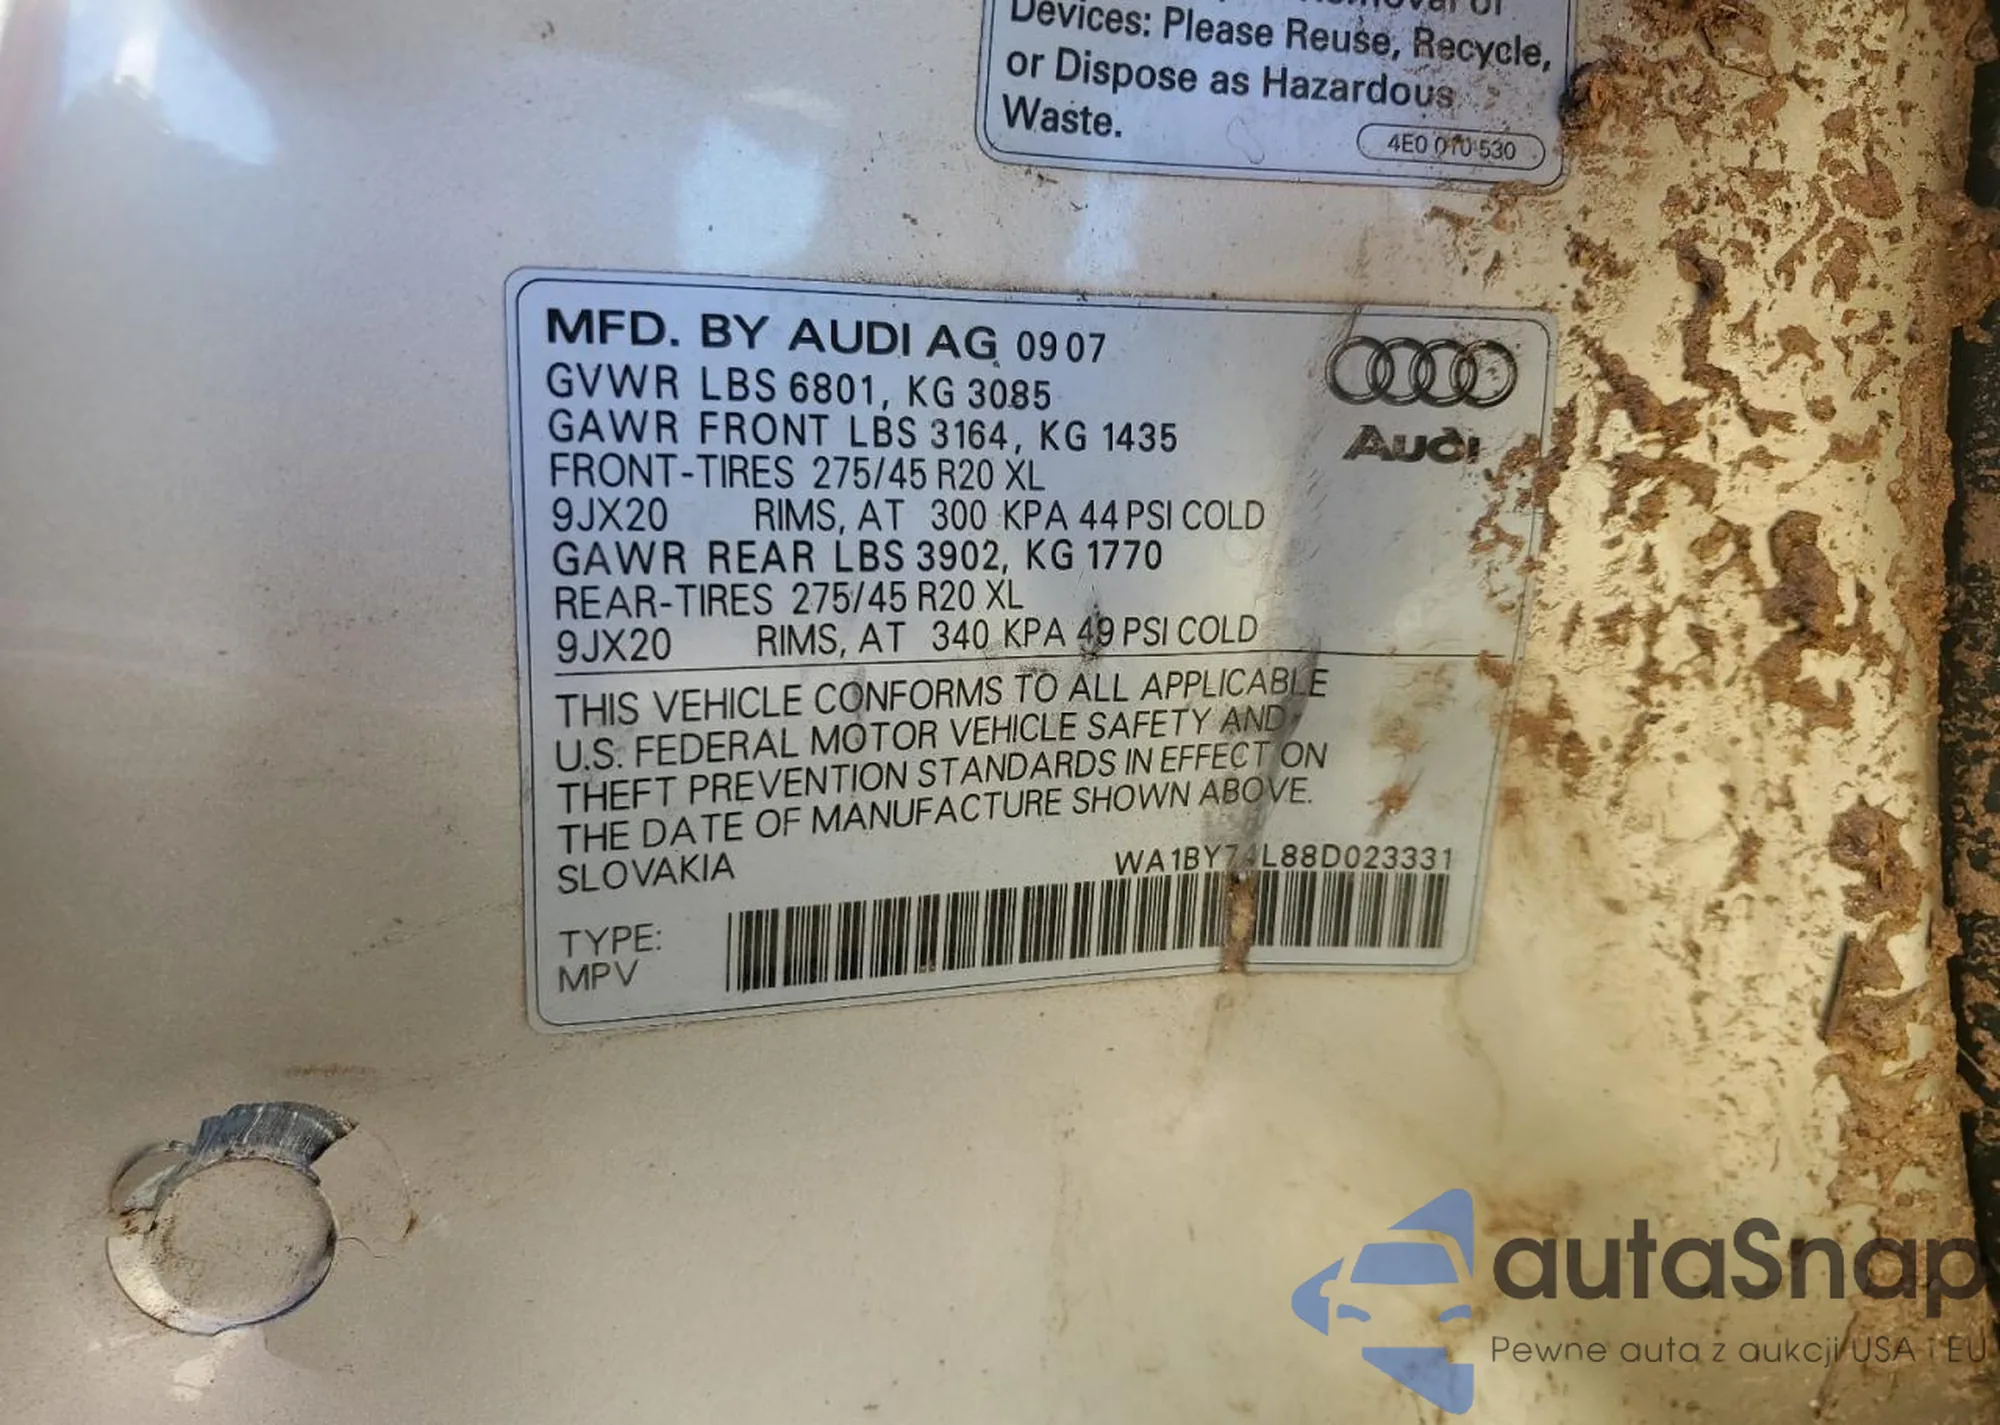 Devices: Please Reuse, Recycle,
or Dispose as Hazardous
Waste.
4E0 010 530
MFD. BY AUDI AG 09 07
GVWR LBS 6801, KG 3085
GAWR FRONT LBS 3164, KG 1435
FRONT-TIRES 275/45 R20 XL
9JX20 RIMS, AT 300 KPA 44 PSI COLD
GAWR REAR LBS 3902, KG 1770
REAR-TIRES 275/45 R20 XL
9JX20 RIMS, AT 340 KPA 49 PSI COLD
Audi
THIS VEHICLE CONFORMS TO ALL APPLICABLE
U.S. FEDERAL MOTOR VEHICLE SAFETY AND
THEFT PREVENTION STANDARDS IN EFFECT ON
THE DATE OF MANUFACTURE SHOWN ABOVE.
SLOVAKIA
WA1BY74L88D023331
TYPE:
MPV
autaSnap
Pewne auta z aukcji USA i EU